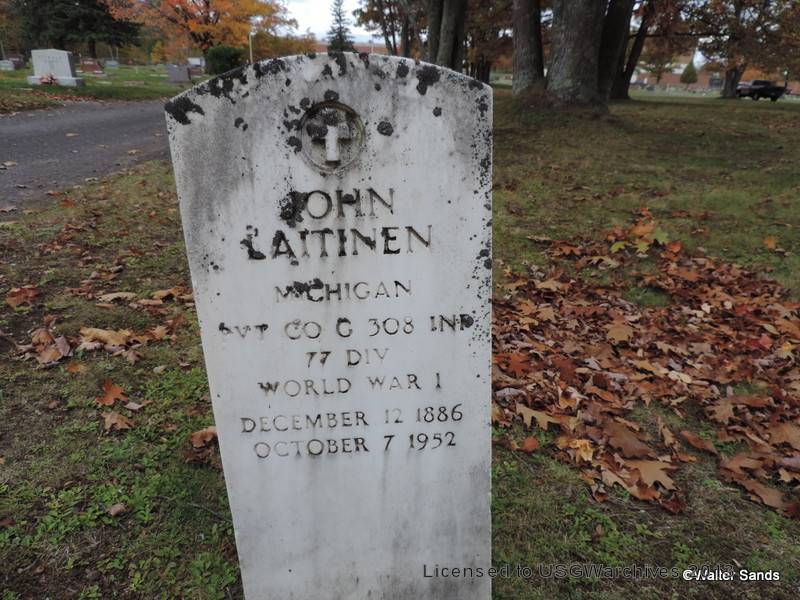 JOHN
LAITINEN
MICHIGAN
PVT CO G 308 INF
77 DIV
WORLD WAR I
DECEMBER 12 1886
OCTOBER 7 1952
Licensed to USGWarchives
©Walter Sands